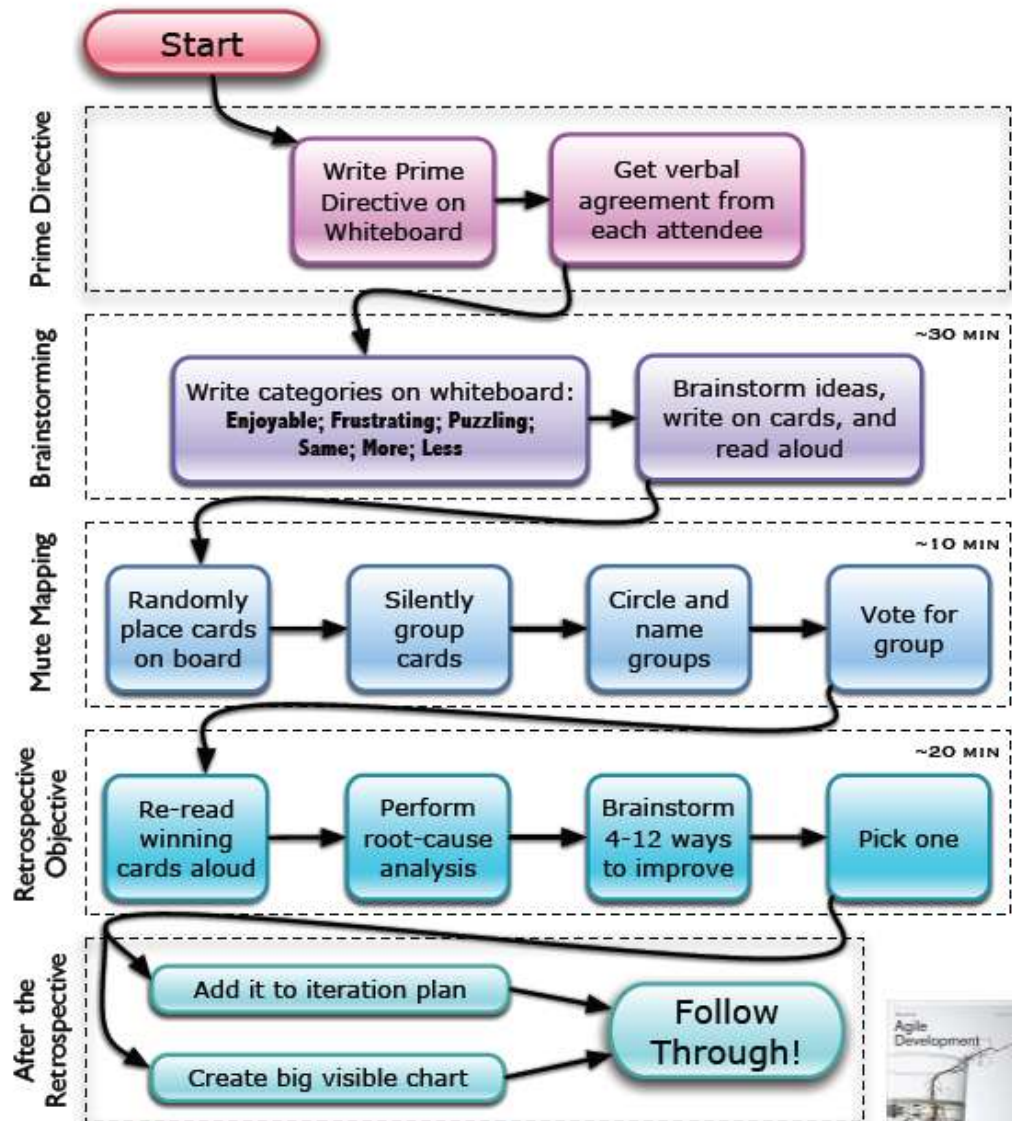 Start
Prime Directive
Write Prime
Directive on
Whiteboard
Get verbal
agreement from
each attendee
Brainstorming
~30 MIN
Write categories on whiteboard:
Enjoyable; Frustrating; Puzzling;
Same; More; Less
Brainstorm ideas,
write on cards, and
read aloud
Mute Mapping
~10 MIN
Randomly
place cards
on board
Silently
group
cards
Circle and
name
groups
Vote for
group
Retrospective
Objective
~20 MIN
Re-read
winning
cards aloud
Perform
root-cause
analysis
Brainstorm
4-12 ways
to improve
Pick one
After the
Retrospective
Add it to iteration plan
Create big visible chart
Follow
Through!
Agile
Development